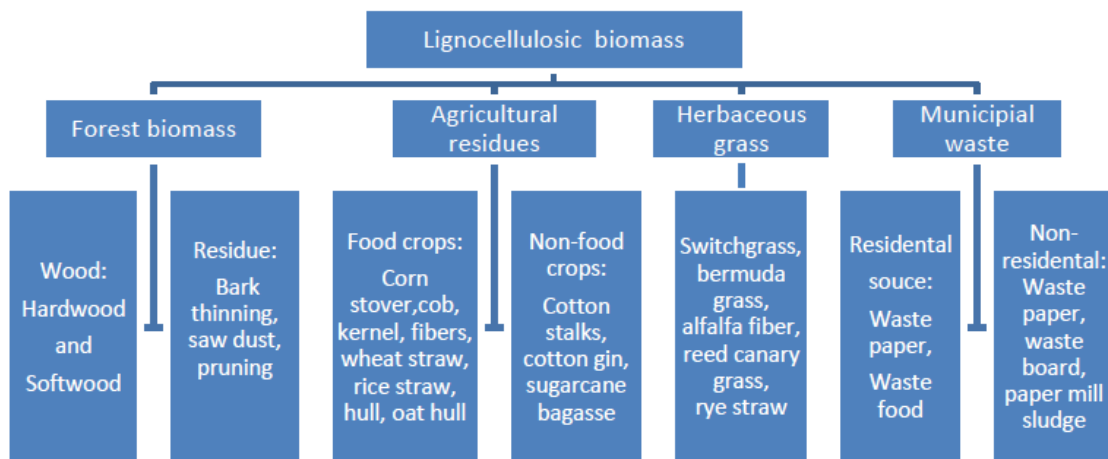 Lignocellulosic biomass
Forest biomass
Agricultural
residues
Herbaceous
grass
Municipial
waste
Wood:
Hardwood
and
Softwood
Residue:
Bark
thinning,
saw dust,
pruning
Food crops:
Corn
stover,cob,
kernel, fibers,
wheat straw,
rice straw,
hull, oat hull
Non-food
crops:
Cotton
stalks,
cotton gin,
sugarcane
bagasse
Switchgrass,
bermuda
grass,
alfalfa fiber,
reed canary
grass,
rye straw
Residental
souce:
Waste
paper,
Waste
food
Non-
residental:
Waste
paper,
waste
board,
paper mill
sludge